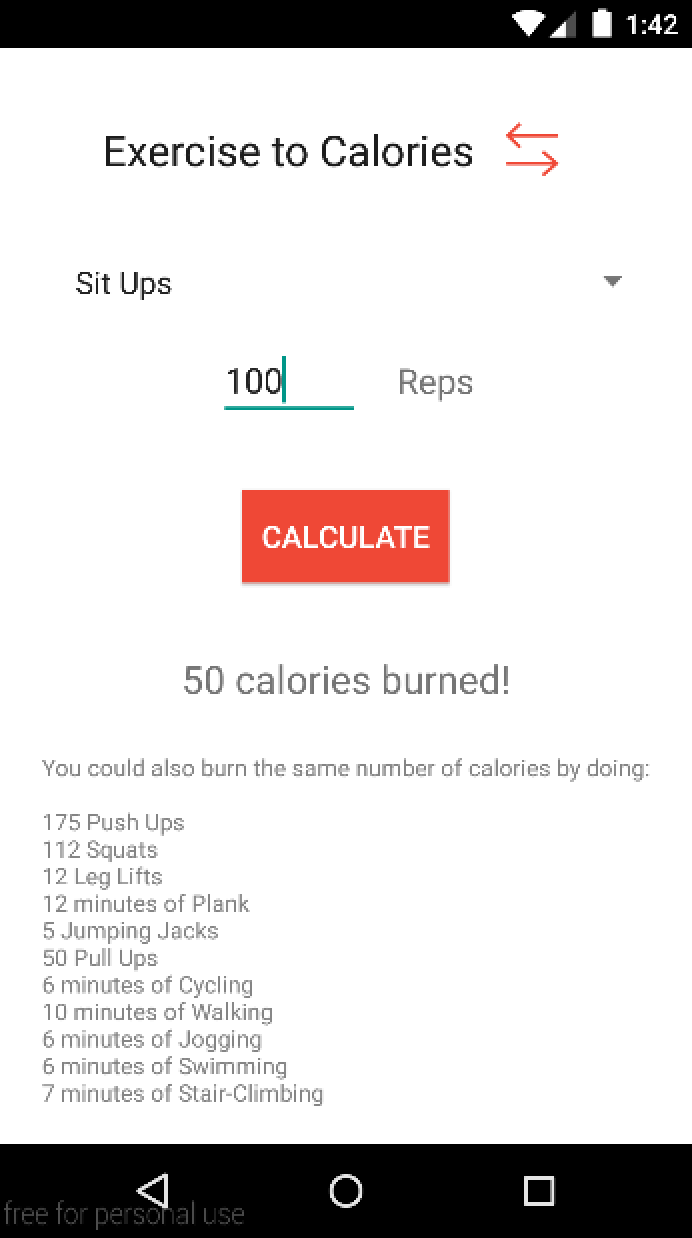 1:42
Exercise to Calories
Sit Ups
100 Reps
CALCULATE
50 calories burned!
You could also burn the same number of calories by doing:
175 Push Ups
112 Squats
12 Leg Lifts
12 minutes of Plank
5 Jumping Jacks
50 Pull Ups
6 minutes of Cycling
10 minutes of Walking
6 minutes of Jogging
6 minutes of Swimming
7 minutes of Stair-Climbing
free for personal use